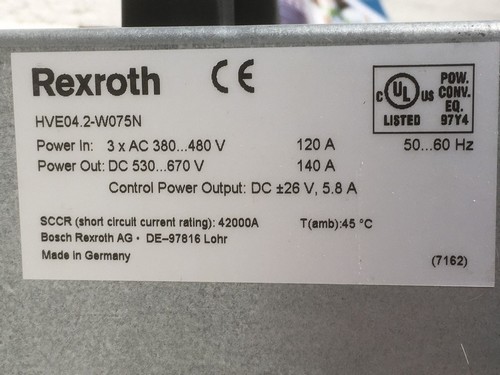 Rexroth CE
C UL US LISTED POW. CONV. EQ. 97Y4
HVE04.2-W075N
Power In: 3 x AC 380...480 V 120 A 50...60 Hz
Power Out: DC 530...670 V 140 A
Control Power Output: DC ±26 V, 5.8 A
SCCR (short circuit current rating): 42000A T(amb):45 °C
Bosch Rexroth AG • DE–97816 Lohr
Made in Germany (7162)